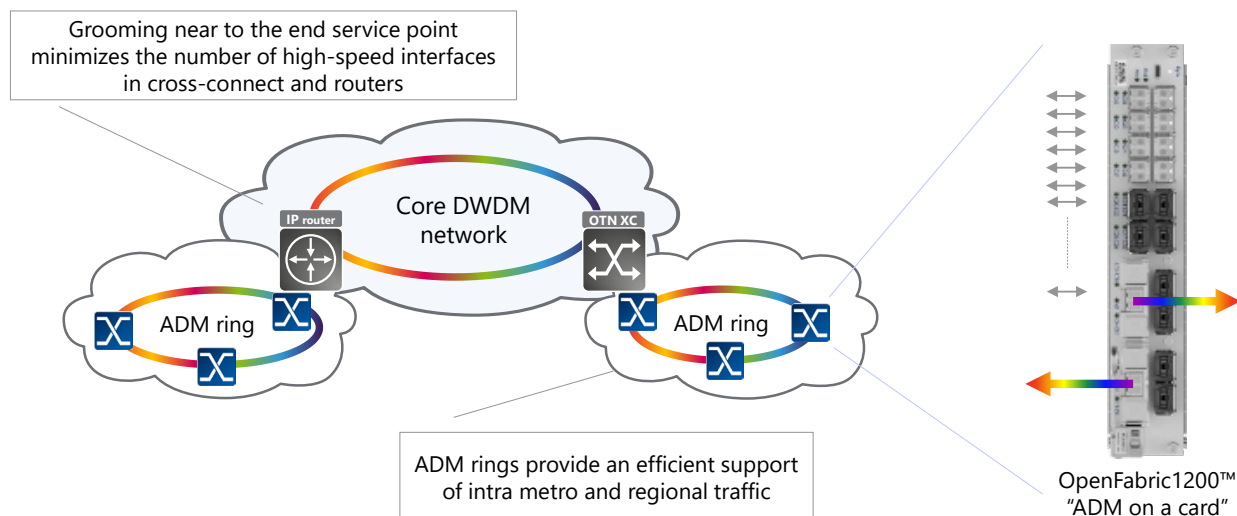 Grooming near to the end service point
minimizes the number of high-speed interfaces
in cross-connect and routers
Core DWDM
network
IP router
OTN XC
ADM ring
ADM ring
ADM rings provide an efficient support
of intra metro and regional traffic
OpenFabric1200™
“ADM on a card”